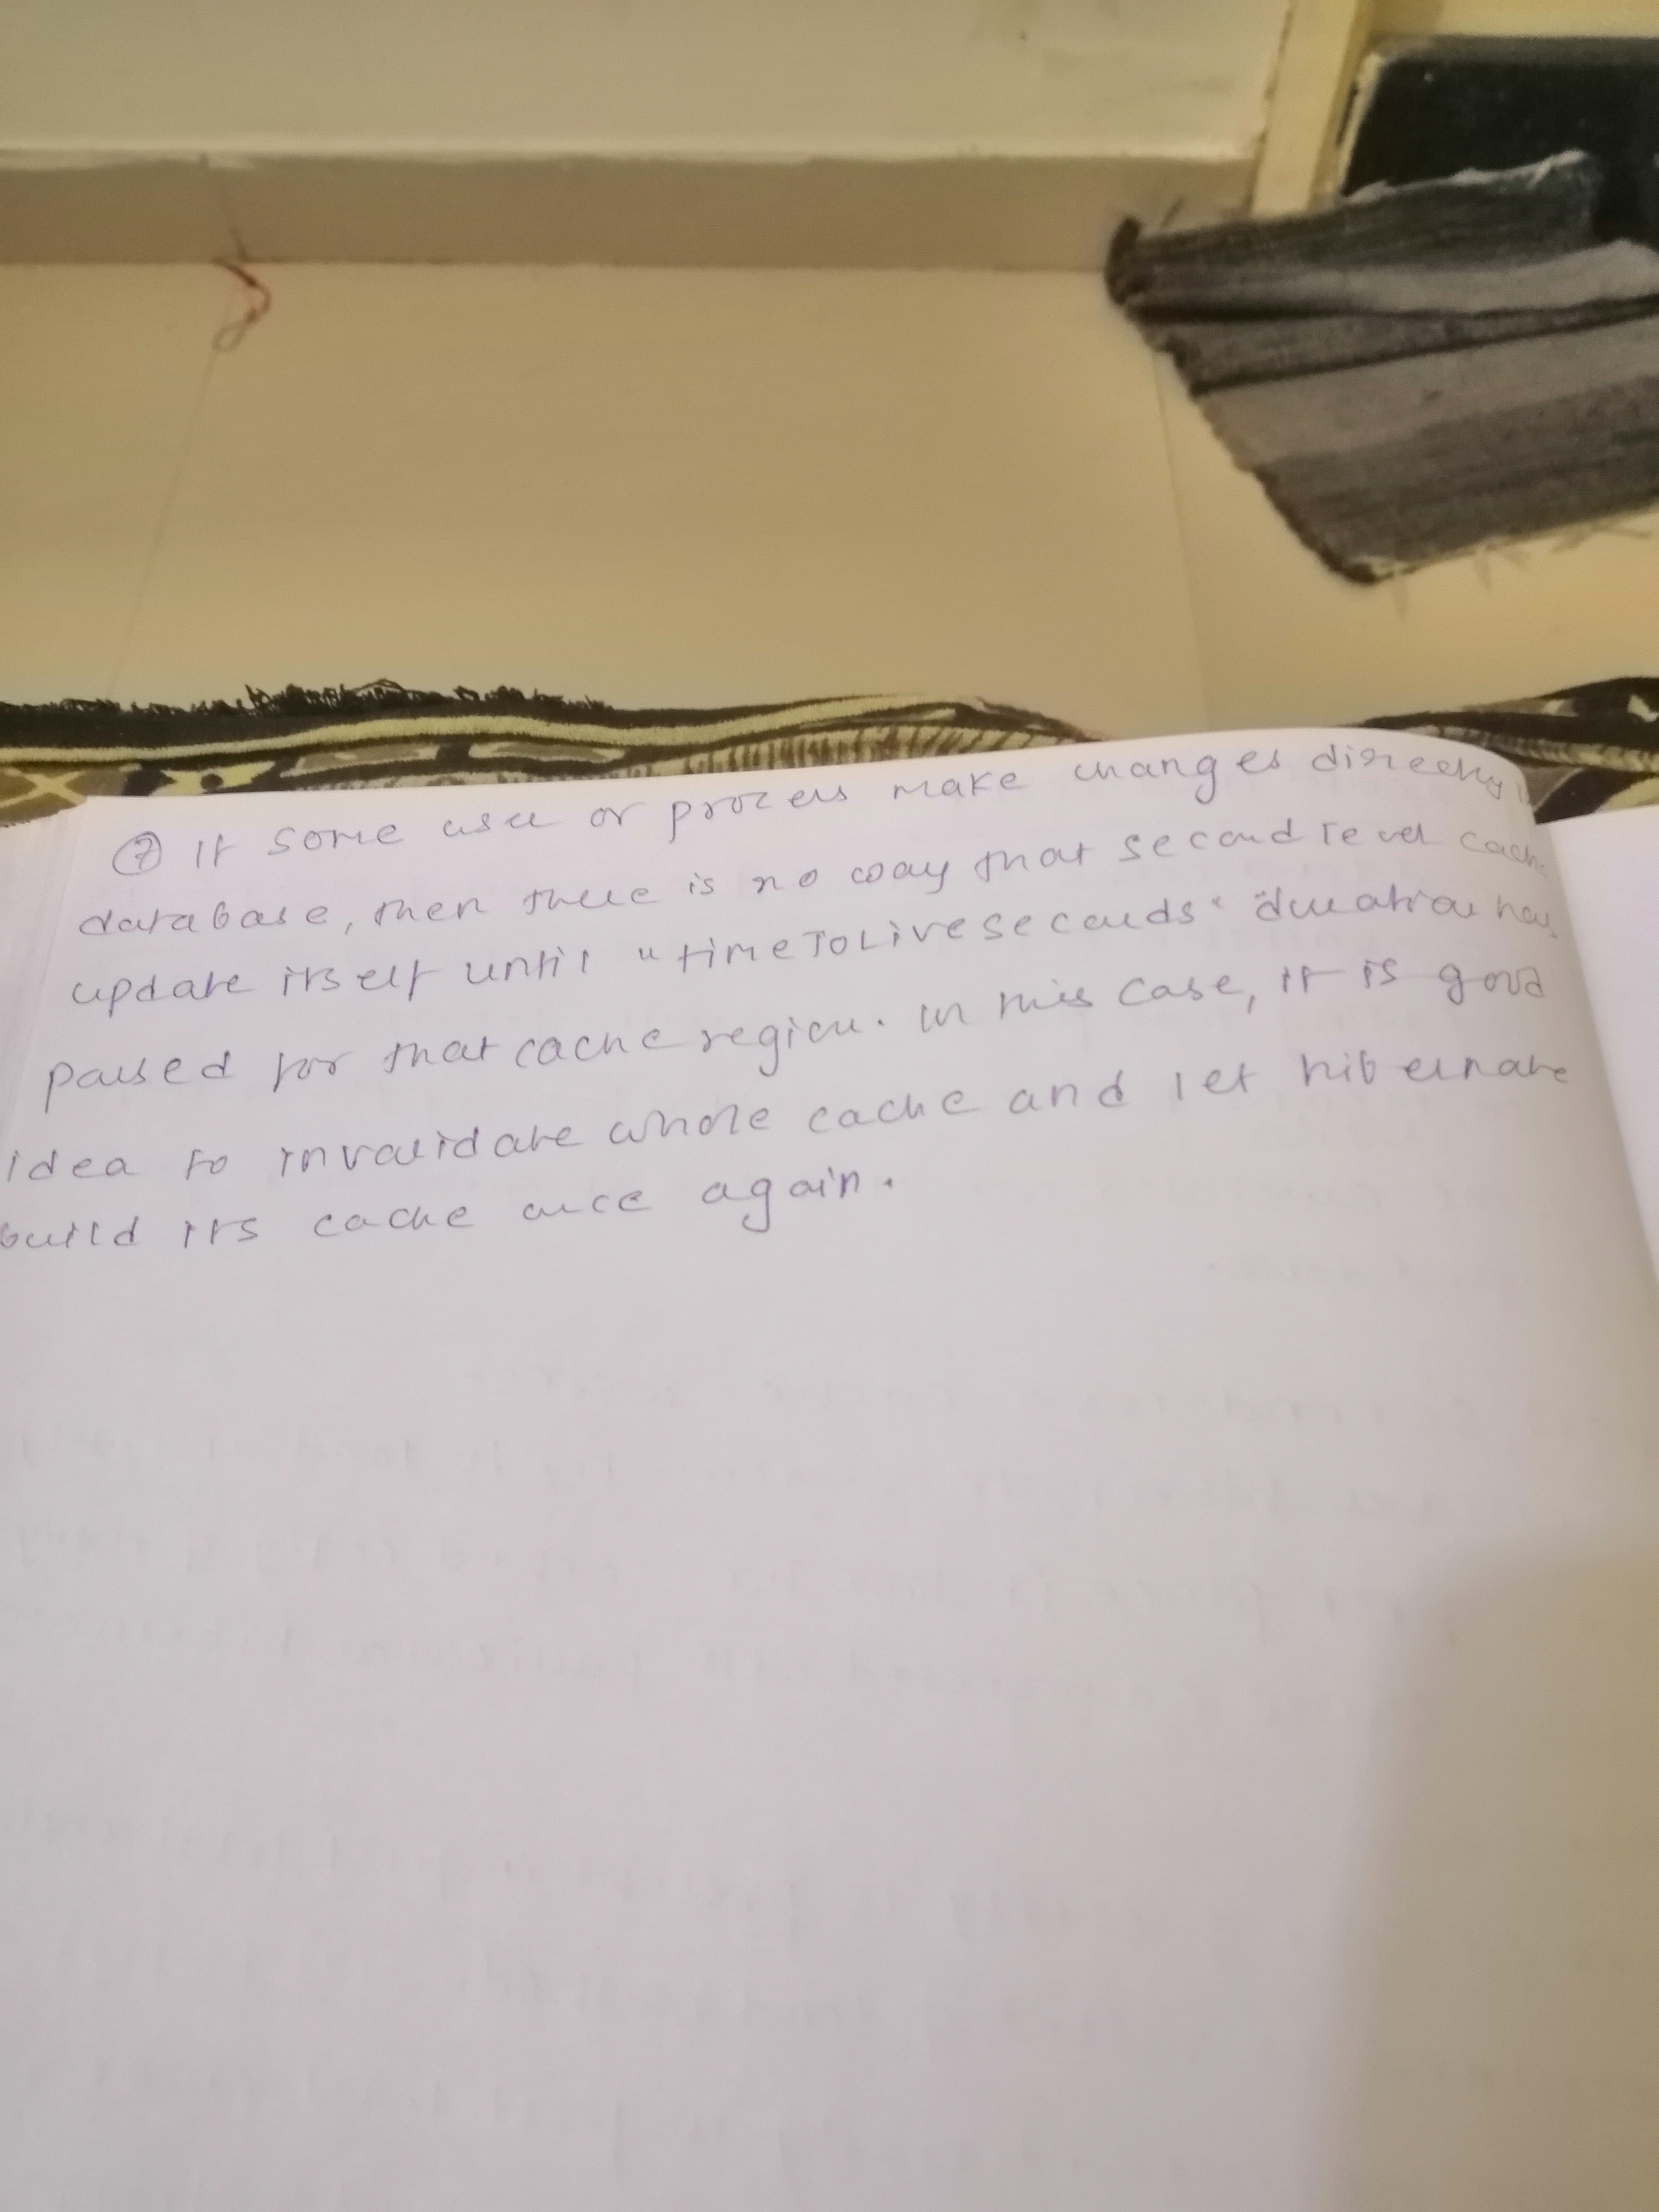 ⑦ If some user or process make changes directly
database, then there is no way that second level cache
update itself until "timeToLiveSeconds" duration has
passed for that cache region. In this case, it is good
idea to invalidate whole cache and let hibernate
build its cache once again.